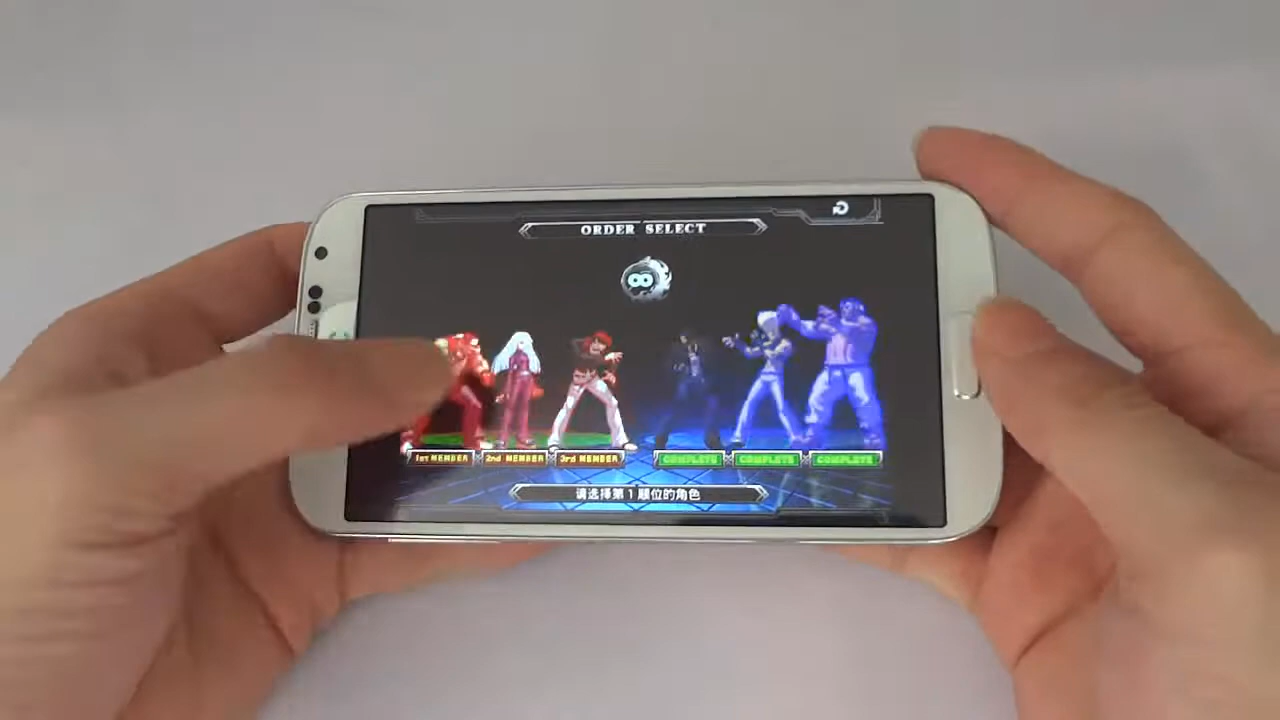 ORDER SELECT
∞
1st MEMBER 2nd MEMBER 3rd MEMBER COMPLETE COMPLETE COMPLETE
请选择第1顺位的角色